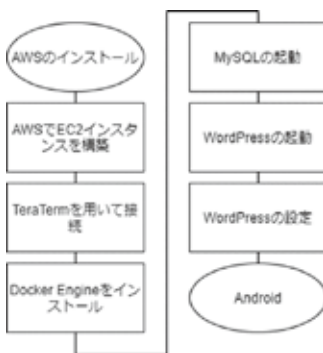 AWSのインストール
AWSでEC2インスタ
ンスを構築
TeraTermを用いて接
続
Docker Engineをイン
ストール
MySQLの起動
WordPressの起動
WordPressの設定
Android